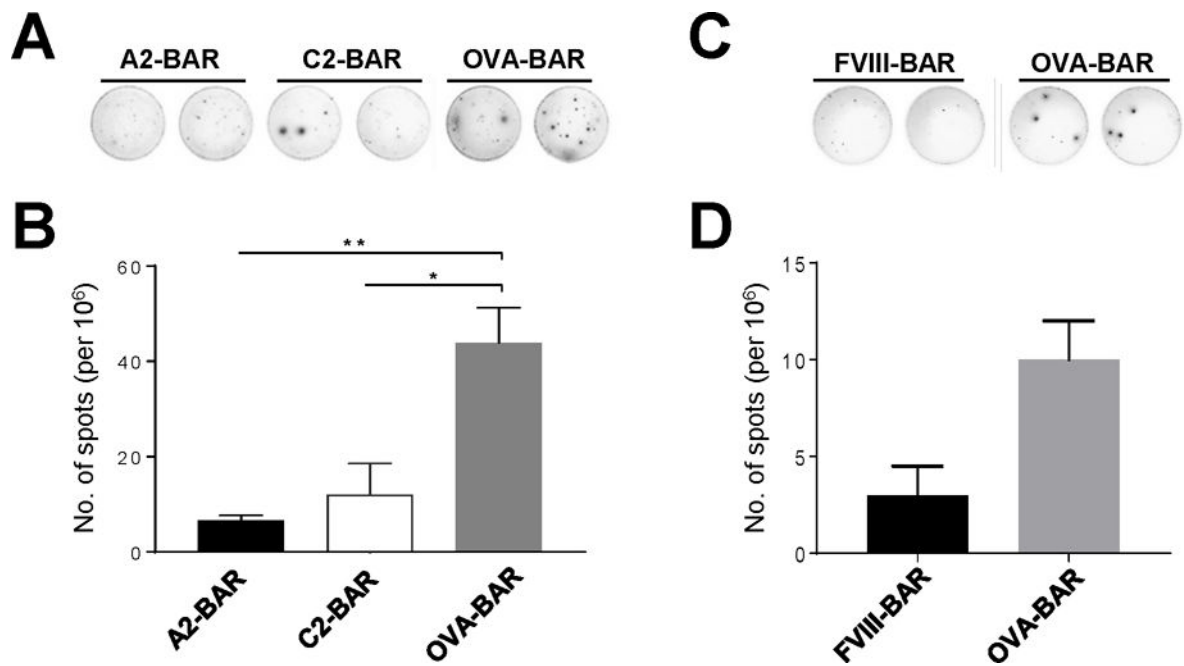 A
A2-BAR C2-BAR OVA-BAR
B
No. of spots (per 10⁶)
60
40
20
0
**
*
A2-BAR
C2-BAR
OVA-BAR
C
FVIII-BAR OVA-BAR
D
No. of spots (per 10⁶)
15
10
5
0
FVIII-BAR
OVA-BAR